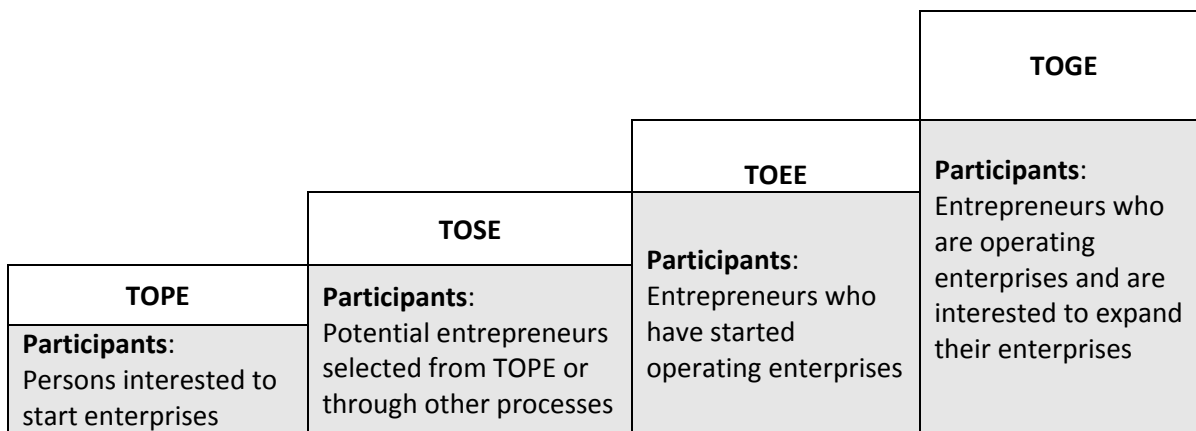 TOPE
Participants:
Persons interested to
start enterprises
TOSE
Participants:
Potential entrepreneurs
selected from TOPE or
through other processes
TOEE
Participants:
Entrepreneurs who
have started
operating enterprises
TOGE
Participants:
Entrepreneurs who
are operating
enterprises and are
interested to expand
their enterprises